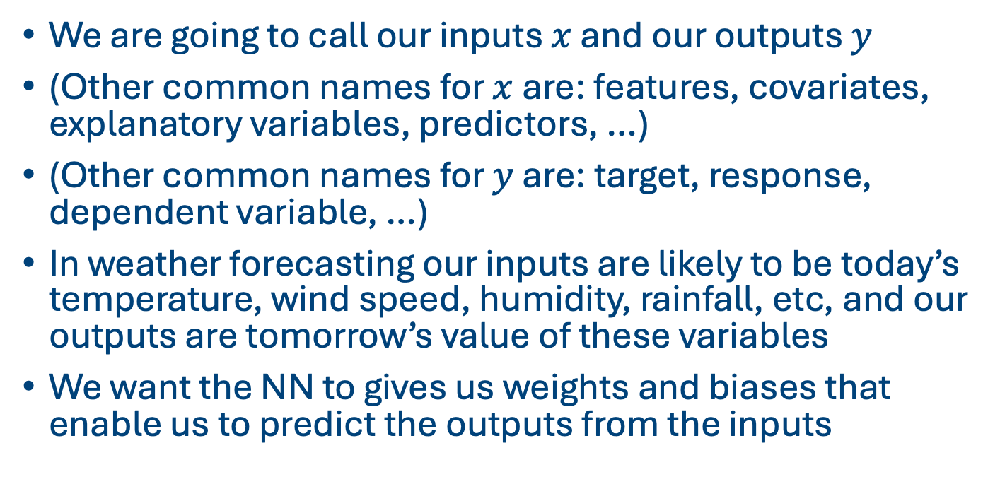 • We are going to call our inputs x and our outputs y
• (Other common names for x are: features, covariates,
explanatory variables, predictors, ...)
• (Other common names for y are: target, response,
dependent variable, ...)
• In weather forecasting our inputs are likely to be today’s
temperature, wind speed, humidity, rainfall, etc, and our
outputs are tomorrow’s value of these variables
• We want the NN to gives us weights and biases that
enable us to predict the outputs from the inputs